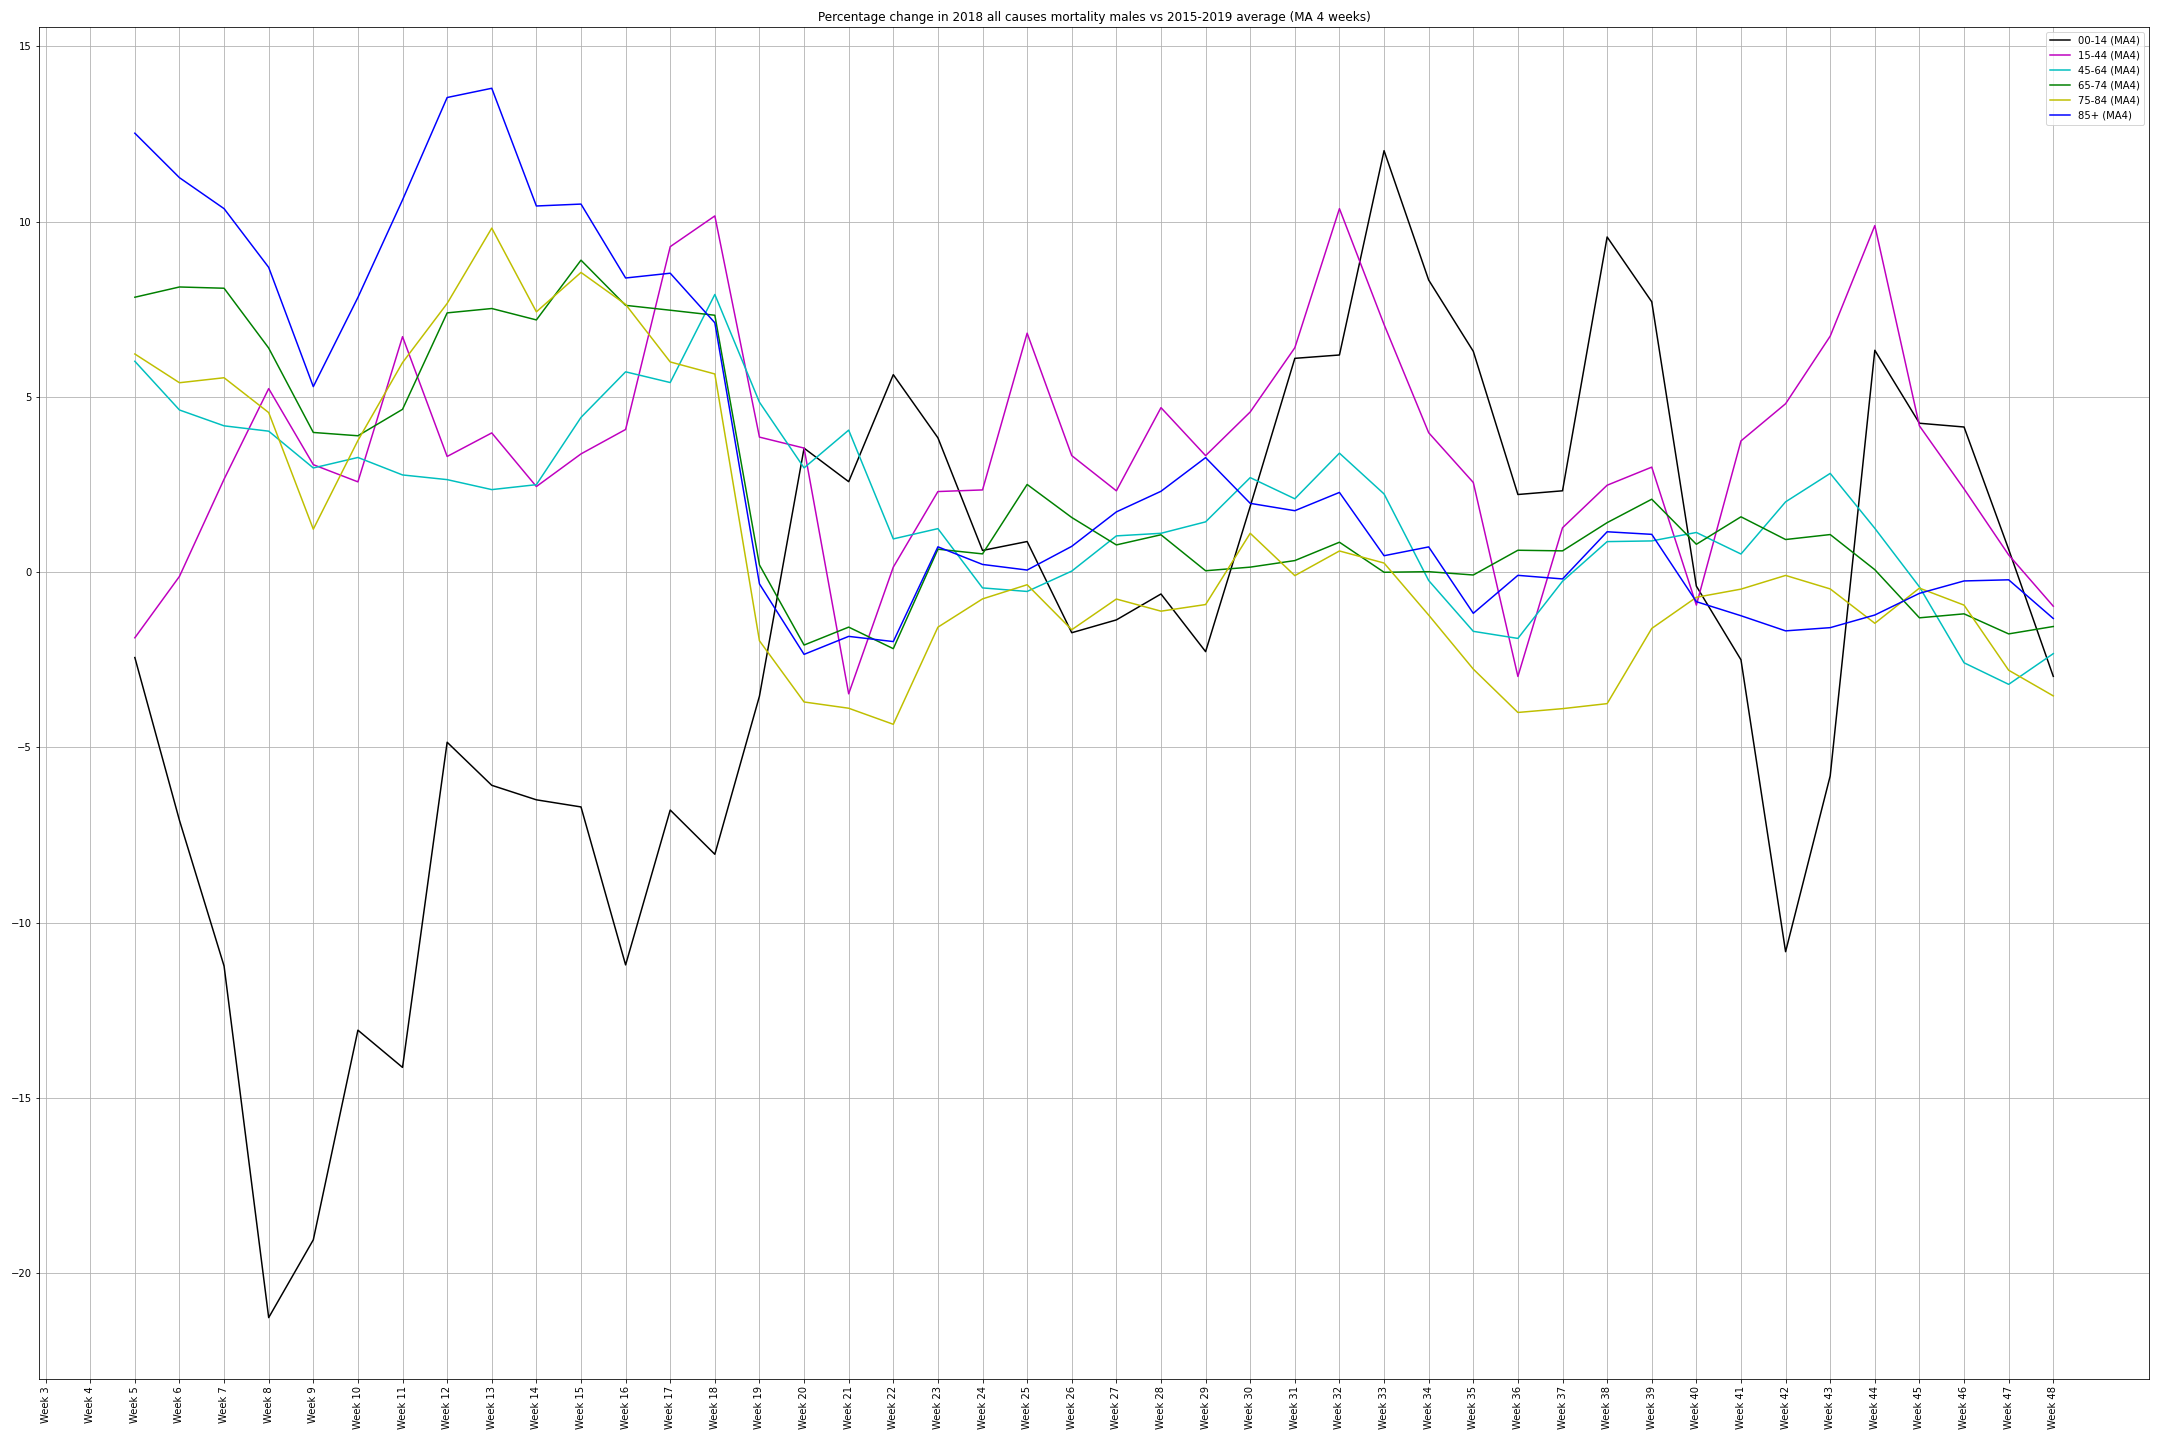 Percentage change in 2018 all causes mortality males vs 2015-2019 average (MA 4 weeks)
00-14 (MA4)
15-44 (MA4)
45-64 (MA4)
65-74 (MA4)
75-84 (MA4)
85+ (MA4)
15
10
5
0
−5
−10
−15
−20
Week 3
Week 4
Week 5
Week 6
Week 7
Week 8
Week 9
Week 10
Week 11
Week 12
Week 13
Week 14
Week 15
Week 16
Week 17
Week 18
Week 19
Week 20
Week 21
Week 22
Week 23
Week 24
Week 25
Week 26
Week 27
Week 28
Week 29
Week 30
Week 31
Week 32
Week 33
Week 34
Week 35
Week 36
Week 37
Week 38
Week 39
Week 40
Week 41
Week 42
Week 43
Week 44
Week 45
Week 46
Week 47
Week 48